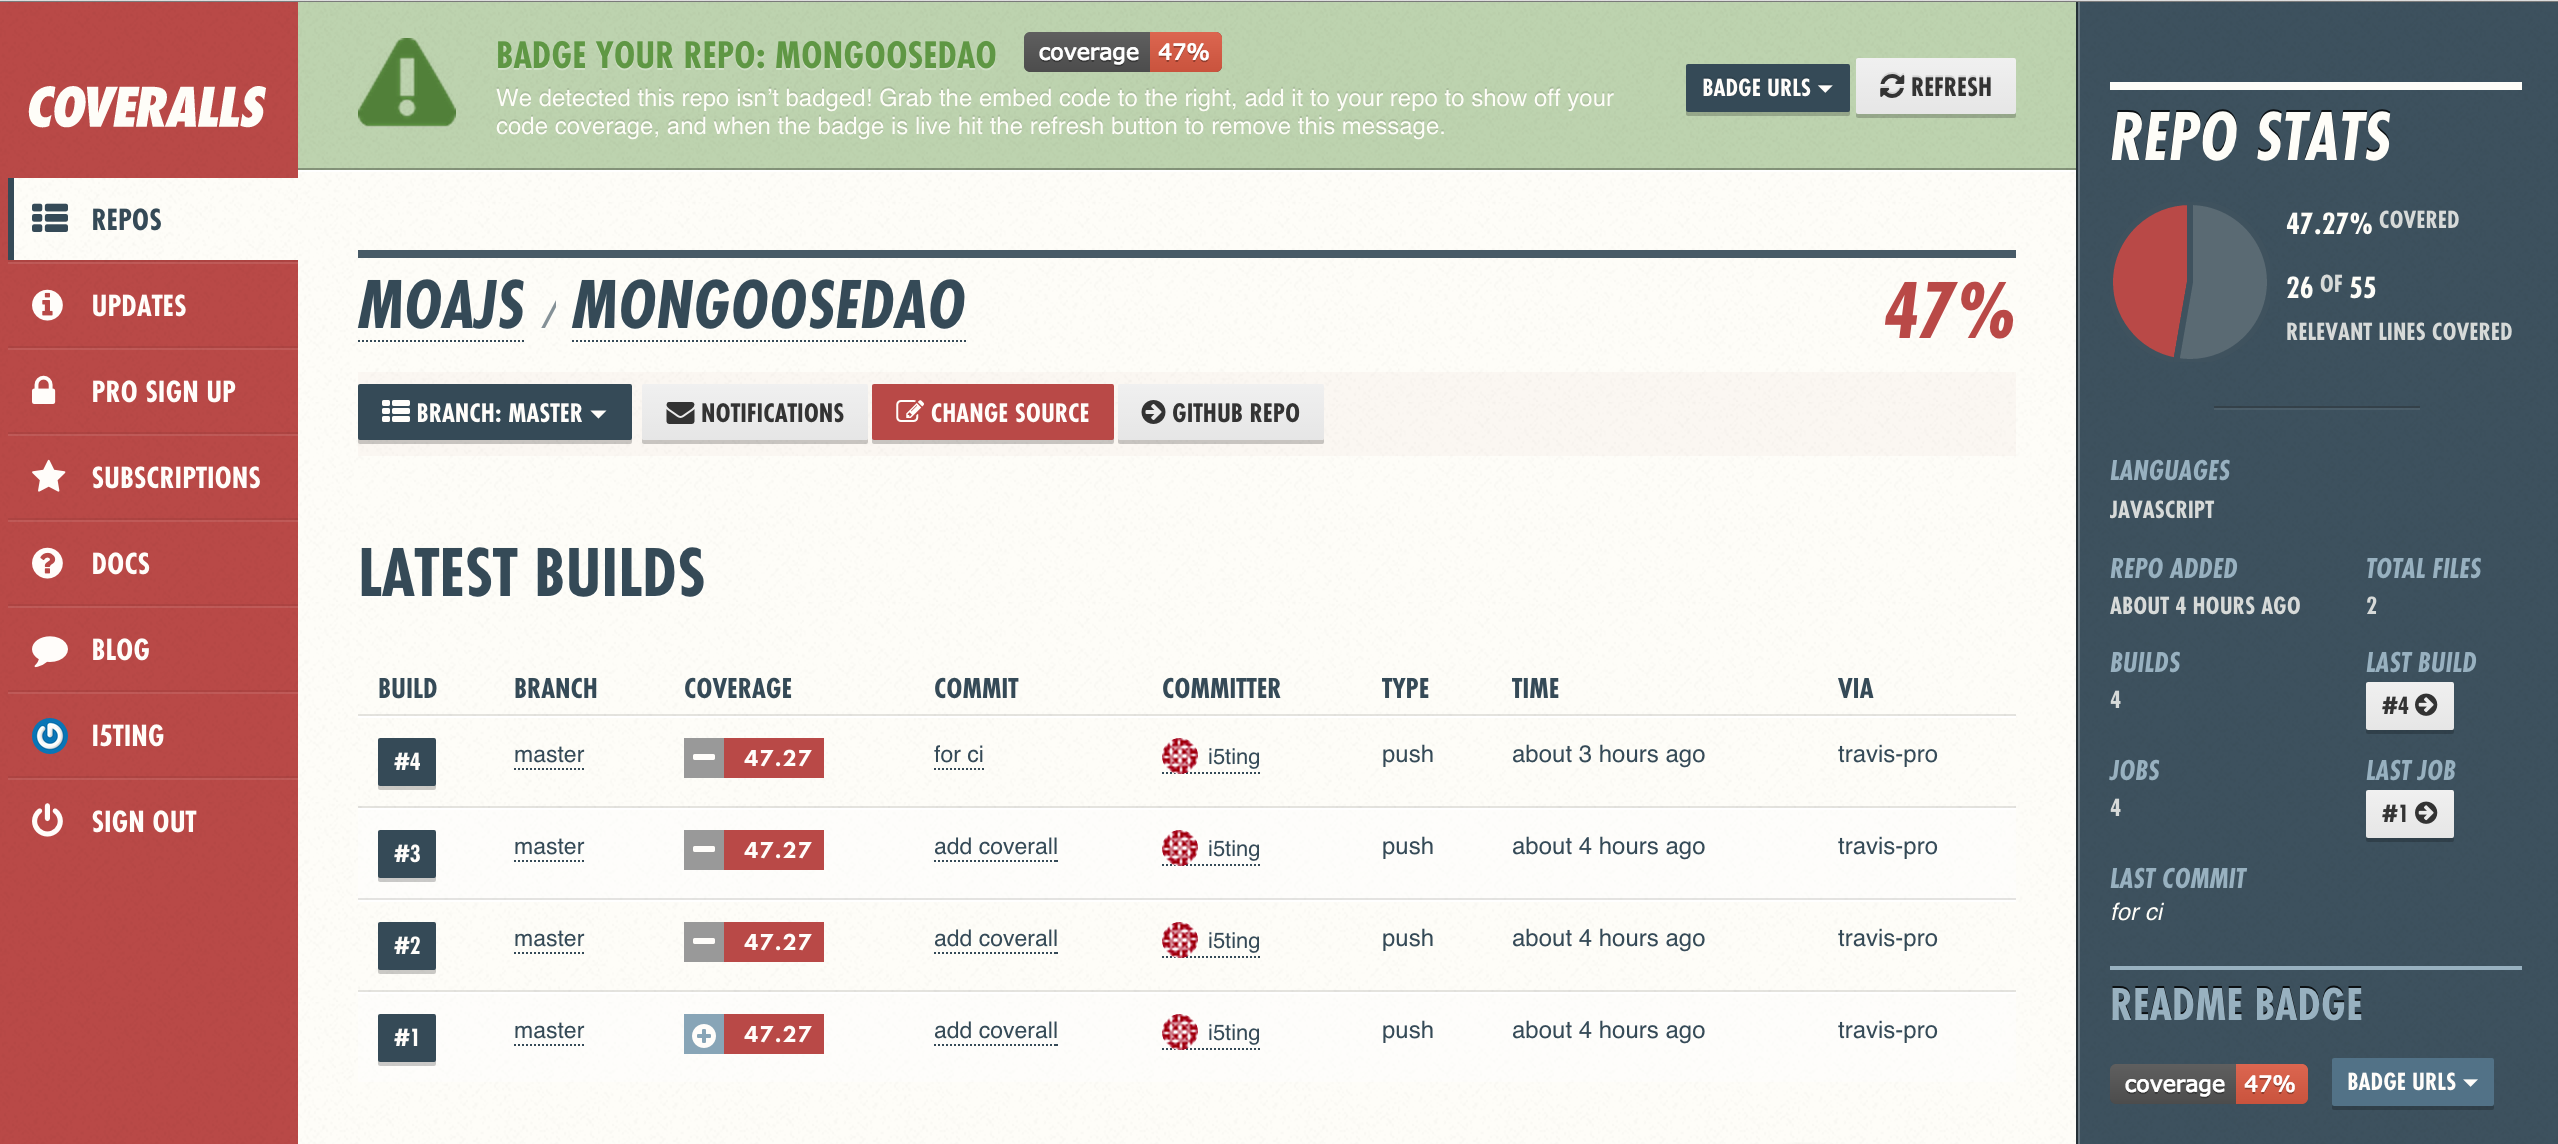 COVERALLS
REPOS
UPDATES
PRO SIGN UP
SUBSCRIPTIONS
DOCS
BLOG
I5TING
SIGN OUT
BADGE YOUR REPO: MONGOOSEDAO coverage 47%
We detected this repo isn't badged! Grab the embed code to the right, add it to your repo to show off your
code coverage, and when the badge is live hit the refresh button to remove this message.
BADGE URLS REFRESH
MOAJS / MONGOOSEDAO 47%
BRANCH: MASTER NOTIFICATIONS CHANGE SOURCE GITHUB REPO
LATEST BUILDS
BUILD BRANCH COVERAGE COMMIT COMMITTER TYPE TIME VIA
#4 master 47.27 for ci i5ting push about 3 hours ago travis-pro
#3 master 47.27 add coverall i5ting push about 4 hours ago travis-pro
#2 master 47.27 add coverall i5ting push about 4 hours ago travis-pro
#1 master 47.27 add coverall i5ting push about 4 hours ago travis-pro
REPO STATS
47.27% COVERED
26 OF 55
RELEVANT LINES COVERED
LANGUAGES
JAVASCRIPT
REPO ADDED TOTAL FILES
ABOUT 4 HOURS AGO 2
BUILDS LAST BUILD
4 #4
JOBS LAST JOB
4 #1
LAST COMMIT
for ci
README BADGE
coverage 47% BADGE URLS